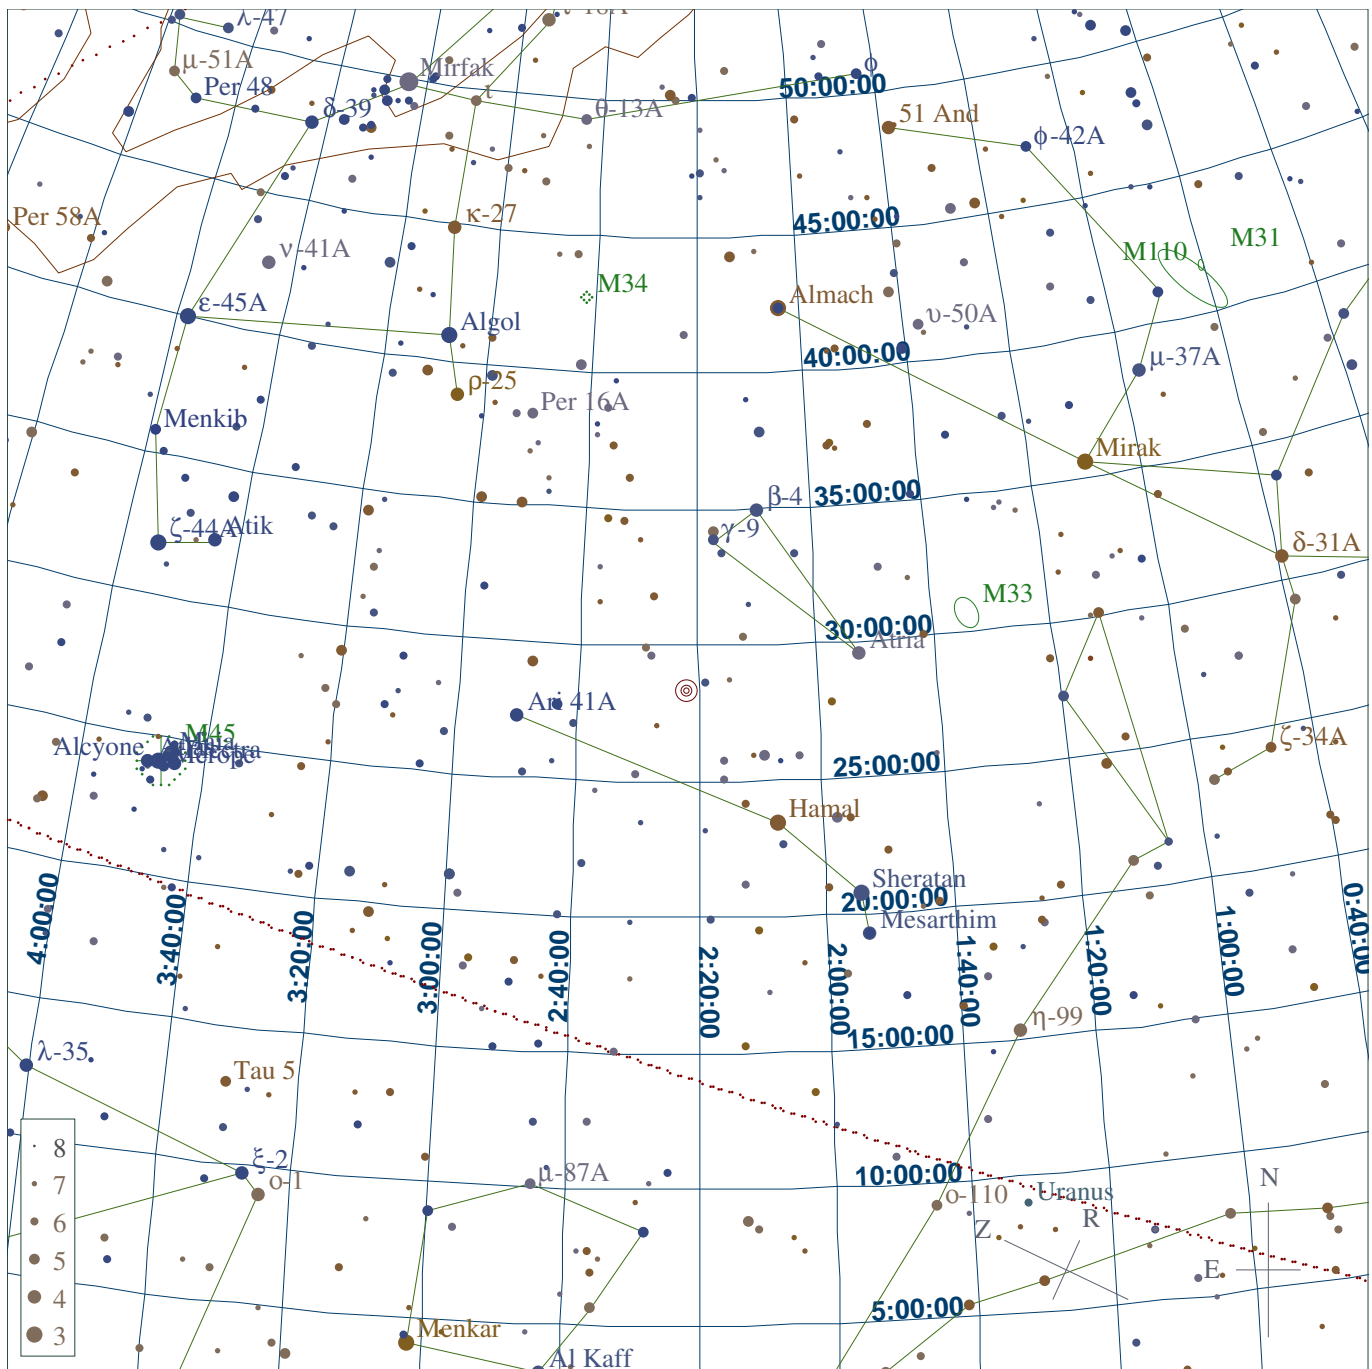 λ-47
ι-18A
μ-51A
Mirfak
φ
Per 48
ι
50:00:00
δ-39
θ-13A
51 And
φ-42A
Per 58A
κ-27
45:00:00
ν-41A
M110
M31
M34
ε-45A
Almach
Algol
υ-50A
40:00:00
μ-37A
ρ-25
Per 16A
Menkib
Mirak
35:00:00
β-4
ζ-44A
Atik
γ-9
δ-31A
M33
30:00:00
Atria
Ari 41A
M45
Alcyone
Maia
Electra
Merope
ζ-34A
25:00:00
Hamal
Sheratan
20:00:00
Mesarthim
4:00:00
3:40:00
3:20:00
3:00:00
2:40:00
2:20:00
2:00:00
1:40:00
1:20:00
1:00:00
0:40:00
η-99
15:00:00
λ-35
Tau 5
8
7
6
5
4
3
ξ-2
ο-1
μ-87A
10:00:00
N
ο-110
Uranus
Z
R
E
5:00:00
Menkar
Al Kaff